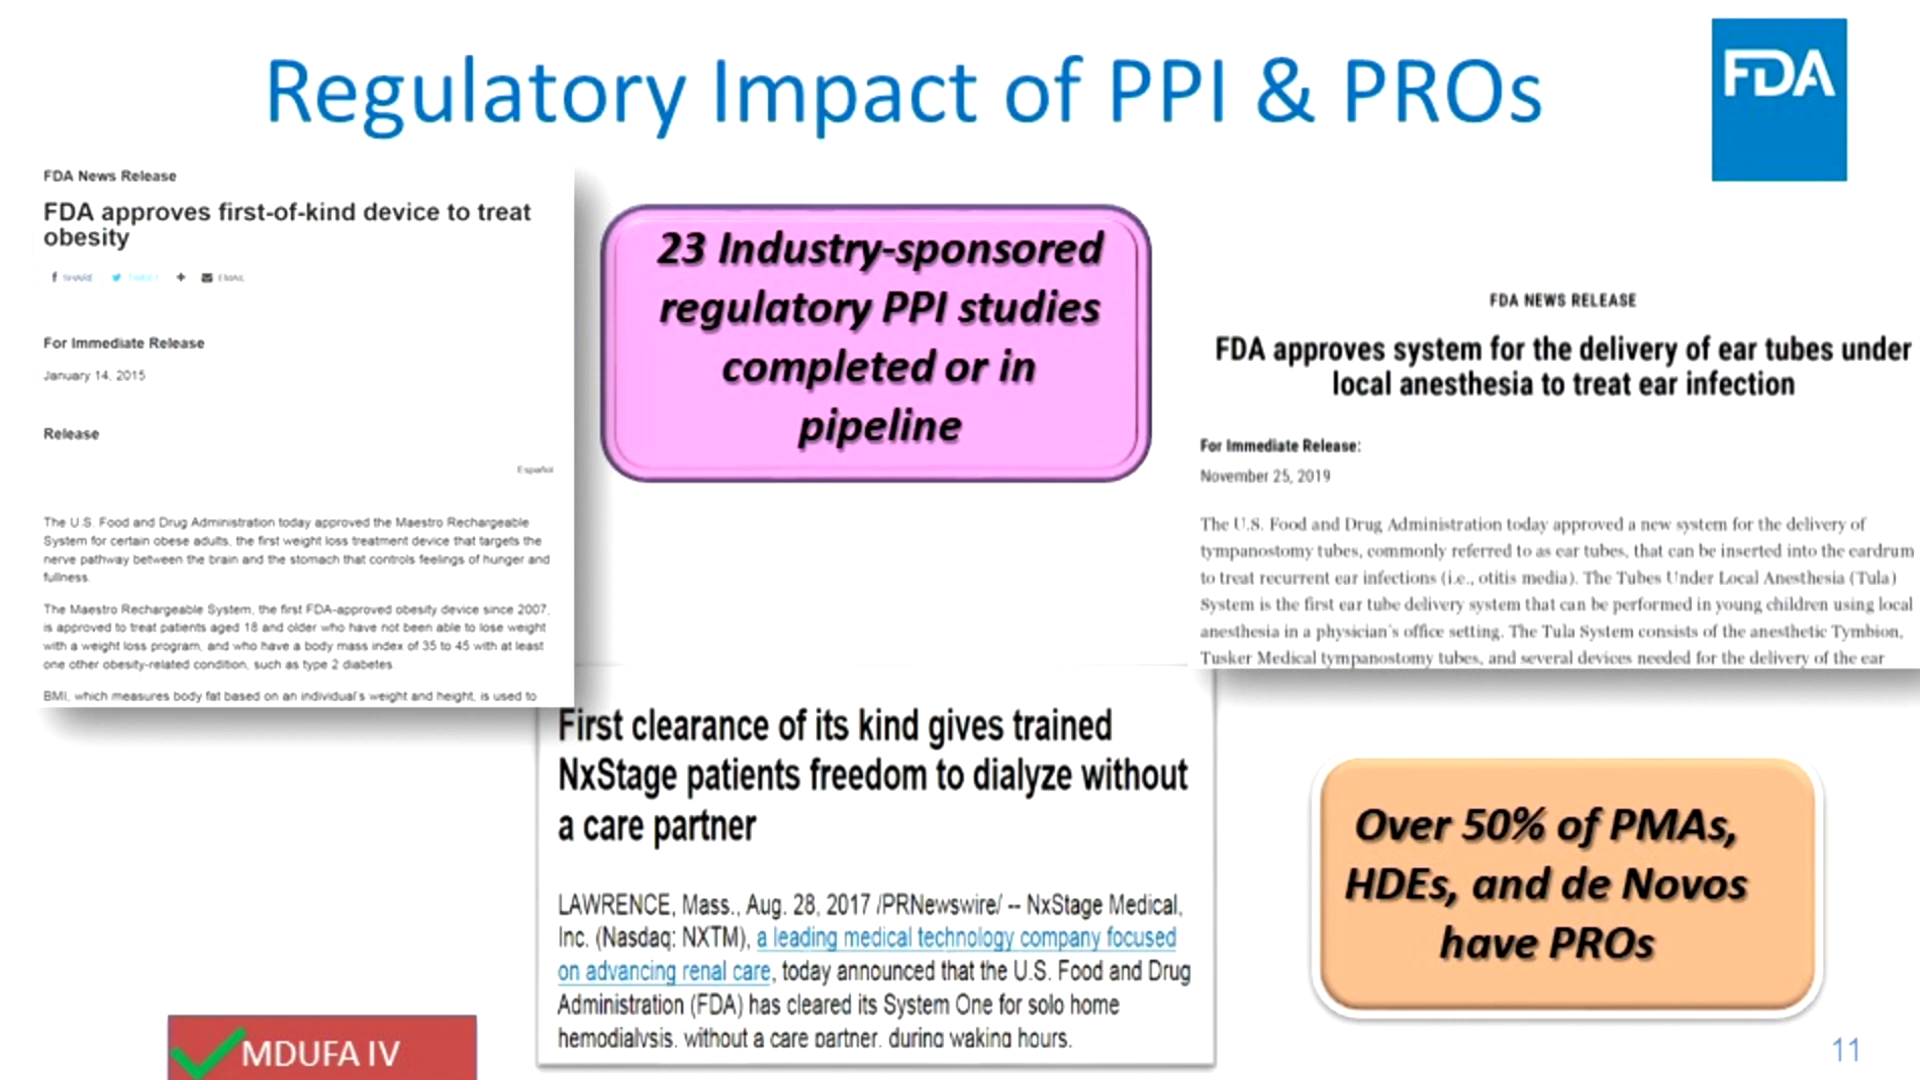 Regulatory Impact of PPI & PROs
FDA
FDA News Release
FDA approves first-of-kind device to treat
obesity
SHARE TWEET EMAIL
For Immediate Release
January 14, 2015
Release
Español
The U.S. Food and Drug Administration today approved the Maestro Rechargeable
System for certain obese adults, the first weight loss treatment device that targets the
nerve pathway between the brain and the stomach that controls feelings of hunger and
fullness.
The Maestro Rechargeable System, the first FDA-approved obesity device since 2007,
is approved to treat patients aged 18 and older who have not been able to lose weight
with a weight loss program, and who have a body mass index of 35 to 45 with at least
one other obesity-related condition, such as type 2 diabetes.
BMI, which measures body fat based on an individual's weight and height, is used to
23 Industry-sponsored
regulatory PPI studies
completed or in
pipeline
FDA NEWS RELEASE
FDA approves system for the delivery of ear tubes under
local anesthesia to treat ear infection
For Immediate Release:
November 25, 2019
The U.S. Food and Drug Administration today approved a new system for the delivery of
tympanostomy tubes, commonly referred to as ear tubes, that can be inserted into the eardrum
to treat recurrent ear infections (i.e., otitis media). The Tubes Under Local Anesthesia (Tula)
System is the first ear tube delivery system that can be performed in young children using local
anesthesia in a physician's office setting. The Tula System consists of the anesthetic Tymbion,
Tusker Medical tympanostomy tubes, and several devices needed for the delivery of the ear
First clearance of its kind gives trained
NxStage patients freedom to dialyze without
a care partner
LAWRENCE, Mass., Aug. 28, 2017 /PRNewswire/ -- NxStage Medical,
Inc. (Nasdaq: NXTM), a leading medical technology company focused
on advancing renal care, today announced that the U.S. Food and Drug
Administration (FDA) has cleared its System One for solo home
hemodialysis, without a care partner, during waking hours.
Over 50% of PMAs,
HDEs, and de Novos
have PROs
MDUFA IV
11